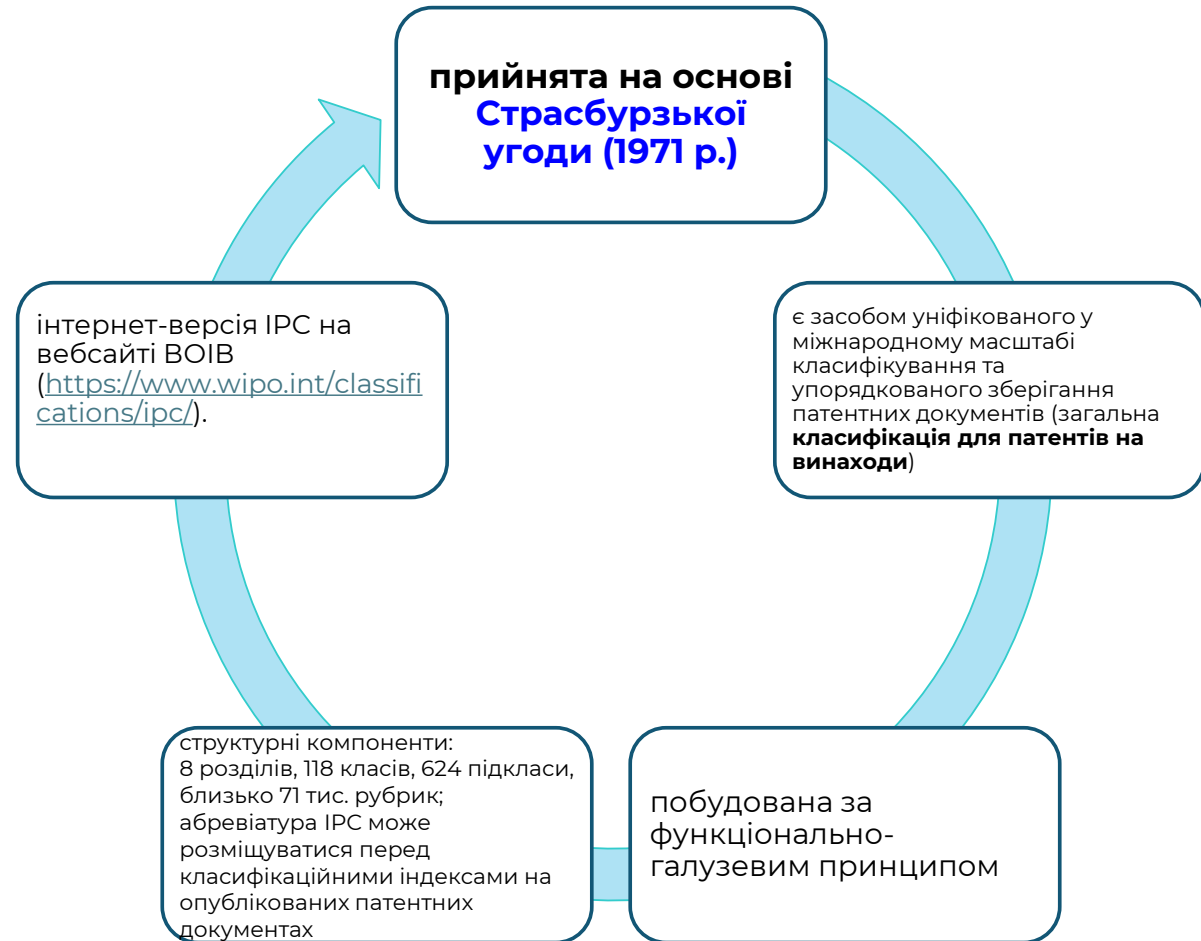 прийнята на основі
Страсбурзької
угоди (1971 р.)
є засобом уніфікованого у
міжнародному масштабі
класифікування та
упорядкованого зберігання
патентних документів (загальна
класифікація для патентів на
винаходи)
побудована за
функціонально-
галузевим принципом
структурні компоненти:
8 розділів, 118 класів, 624 підкласи,
близько 71 тис. рубрик;
абревіатура IPC може
розміщуватися перед
класифікаційними індексами на
опублікованих патентних
документах
інтернет-версія IPC на
вебсайті ВОІВ
(https://www.wipo.int/classifi
cations/ipc/).